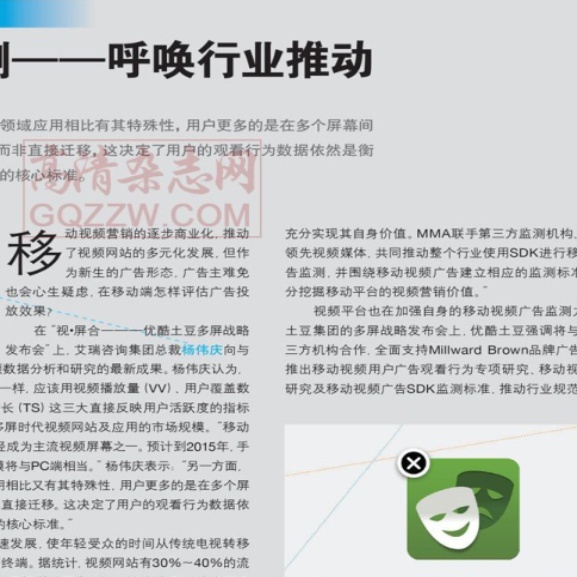 测——呼唤行业推动
领域应用相比有其特殊性，用户更多的是在多个屏幕间
而非直接迁移，这决定了用户的观看行为数据依然是衡
的核心标准。
高清杂志网
GQZZW.COM
移动视频营销的逐步商业化，推动
了视频网站的多元化发展，但作
为新生的广告形态，广告主难免
也会心生疑虑，在移动端怎样评估广告投
放效果？
在“视•屏合———优酷土豆多屏战略
发布会”上，艾瑞咨询集团总裁杨伟庆向与
数据分析和研究的最新成果。杨伟庆认为，
一样，应该用视频播放量（VV）、用户覆盖数
长（TS）这三大直接反映用户活跃度的指标
多屏时代视频网站及应用的市场规模。“移动
经成为主流视频屏幕之一。预计到2015年，手
模将与PC端相当。”杨伟庆表示，“另一方面，
用相比又有其特殊性，用户更多的是在多个屏
直接迁移。这决定了用户的观看行为数据依
的核心标准。”
速发展，使年轻受众的时间从传统电视转移
终端。据统计，视频网站有30%～40%的流
充分实现其自身价值。MMA联手第三方监测机构、
领先视频媒体，共同推动整个行业使用SDK进行移
告监测，并围绕移动视频广告建立相应的监测标准
分挖掘移动平台的视频营销价值。”
视频平台也在加强自身的移动视频广告监测
土豆集团的多屏战略发布会上，优酷土豆强调将与
三方机构合作，全面支持Millward Brown品牌广告
推出移动视频用户广告观看行为专项研究、移动视
研究及移动视频广告SDK监测标准，推动行业规范